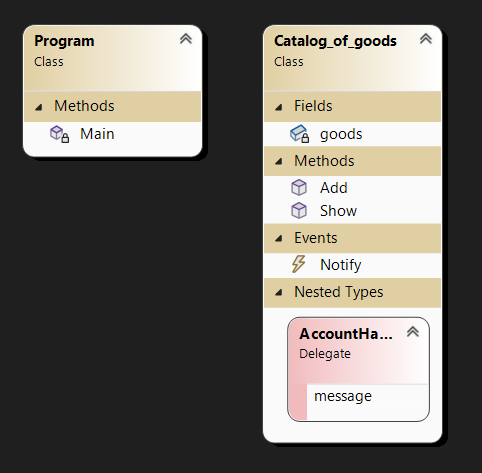 Program
Class
Methods
Main
Catalog_of_goods
Class
Fields
goods
Methods
Add
Show
Events
Notify
Nested Types
AccountHa...
Delegate
message